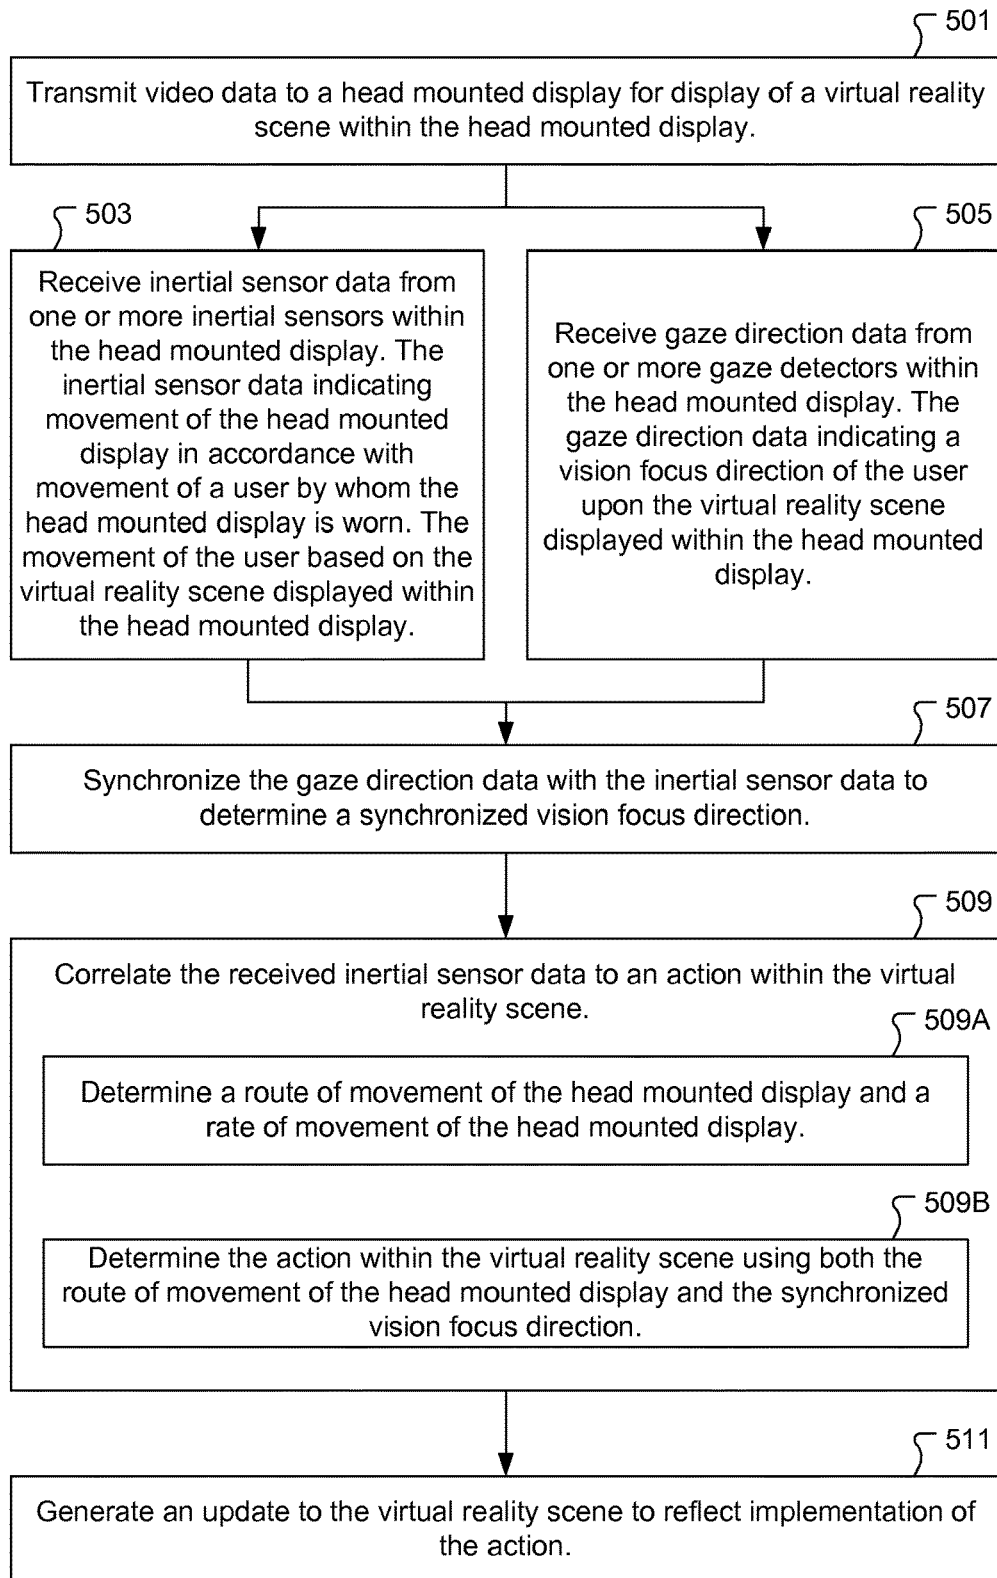 501
Transmit video data to a head mounted display for display of a virtual reality
scene within the head mounted display.
503
Receive inertial sensor data from
one or more inertial sensors within
the head mounted display. The
inertial sensor data indicating
movement of the head mounted
display in accordance with
movement of a user by whom the
head mounted display is worn. The
movement of the user based on the
virtual reality scene displayed within
the head mounted display.
505
Receive gaze direction data from
one or more gaze detectors within
the head mounted display. The
gaze direction data indicating a
vision focus direction of the user
upon the virtual reality scene
displayed within the head mounted
display.
507
Synchronize the gaze direction data with the inertial sensor data to
determine a synchronized vision focus direction.
509
Correlate the received inertial sensor data to an action within the virtual
reality scene.
509A
Determine a route of movement of the head mounted display and a
rate of movement of the head mounted display.
509B
Determine the action within the virtual reality scene using both the
route of movement of the head mounted display and the synchronized
vision focus direction.
511
Generate an update to the virtual reality scene to reflect implementation of
the action.